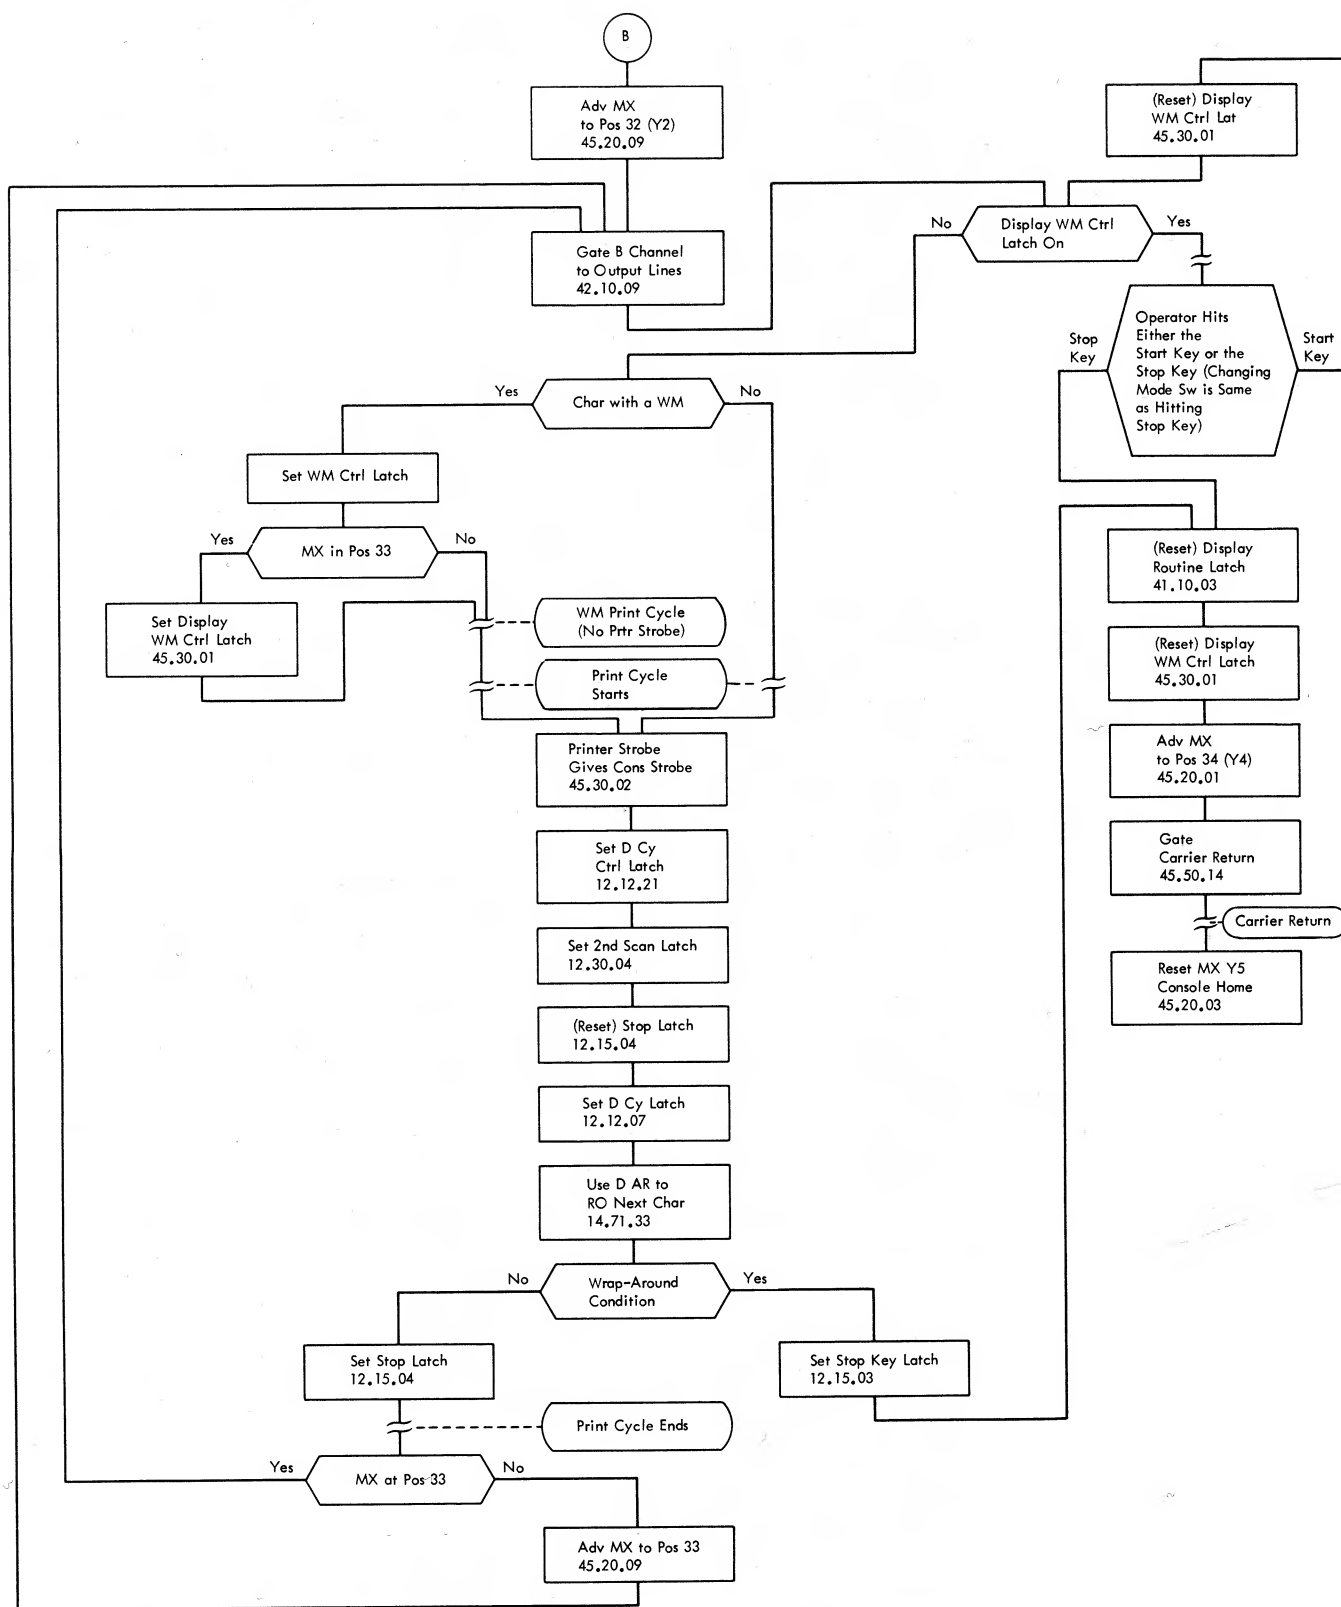 B
Adv MX
to Pos 32 (Y2)
45.20.09
(Reset) Display
WM Ctrl Lat
45.30.01
Gate B Channel
to Output Lines
42.10.09
No
Display WM Ctrl
Latch On
Yes
Stop
Key
Operator Hits
Either the
Start Key or the
Stop Key (Changing
Mode Sw is Same
as Hitting
Stop Key)
Start
Key
Yes
Char with a WM
No
Set WM Ctrl Latch
Yes
MX in Pos 33
No
Set Display
WM Ctrl Latch
45.30.01
WM Print Cycle
(No Prtr Strobe)
Print Cycle
Starts
(Reset) Display
Routine Latch
41.10.03
(Reset) Display
WM Ctrl Latch
45.30.01
Printer Strobe
Gives Cons Strobe
45.30.02
Adv MX
to Pos 34 (Y4)
45.20.01
Set D Cy
Ctrl Latch
12.12.21
Gate
Carrier Return
45.50.14
Carrier Return
Set 2nd Scan Latch
12.30.04
Reset MX Y5
Console Home
45.20.03
(Reset) Stop Latch
12.15.04
Set D Cy Latch
12.12.07
Use D AR to
RO Next Char
14.71.33
No
Wrap-Around
Condition
Yes
Set Stop Latch
12.15.04
Set Stop Key Latch
12.15.03
Print Cycle Ends
Yes
MX at Pos 33
No
Adv MX to Pos 33
45.20.09